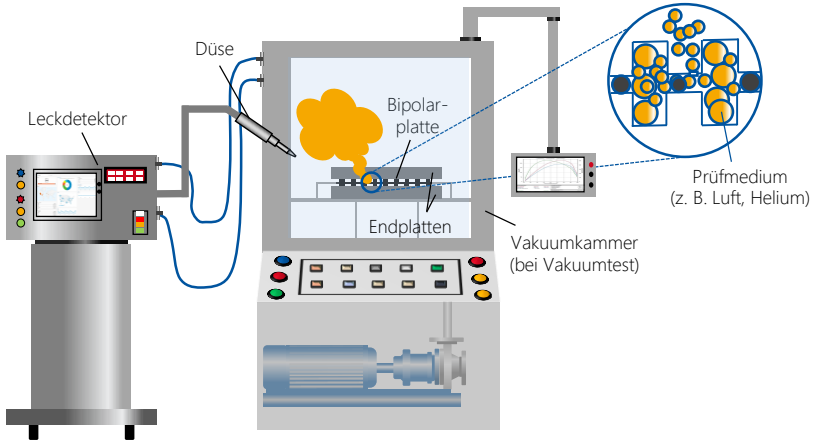 Düse
Leckdetektor
Bipolar-
platte
Endplatten
Prüfmedium
(z. B. Luft, Helium)
Vakuumkammer
(bei Vakuumtest)